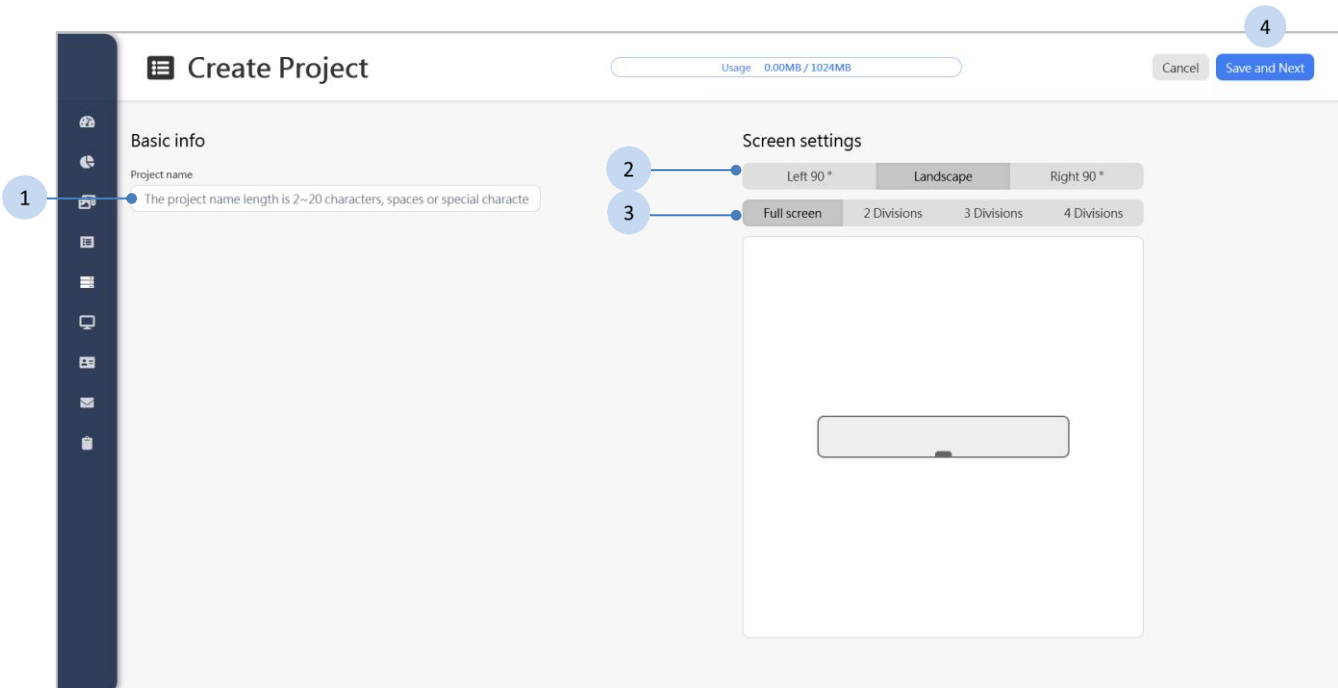 4
Create Project
Usage 0.00MB / 1024MB
Cancel
Save and Next
Basic info
Screen settings
Project name
1
The project name length is 2~20 characters, spaces or special characte
2
Left 90 °
Landscape
Right 90 °
3
Full screen
2 Divisions
3 Divisions
4 Divisions